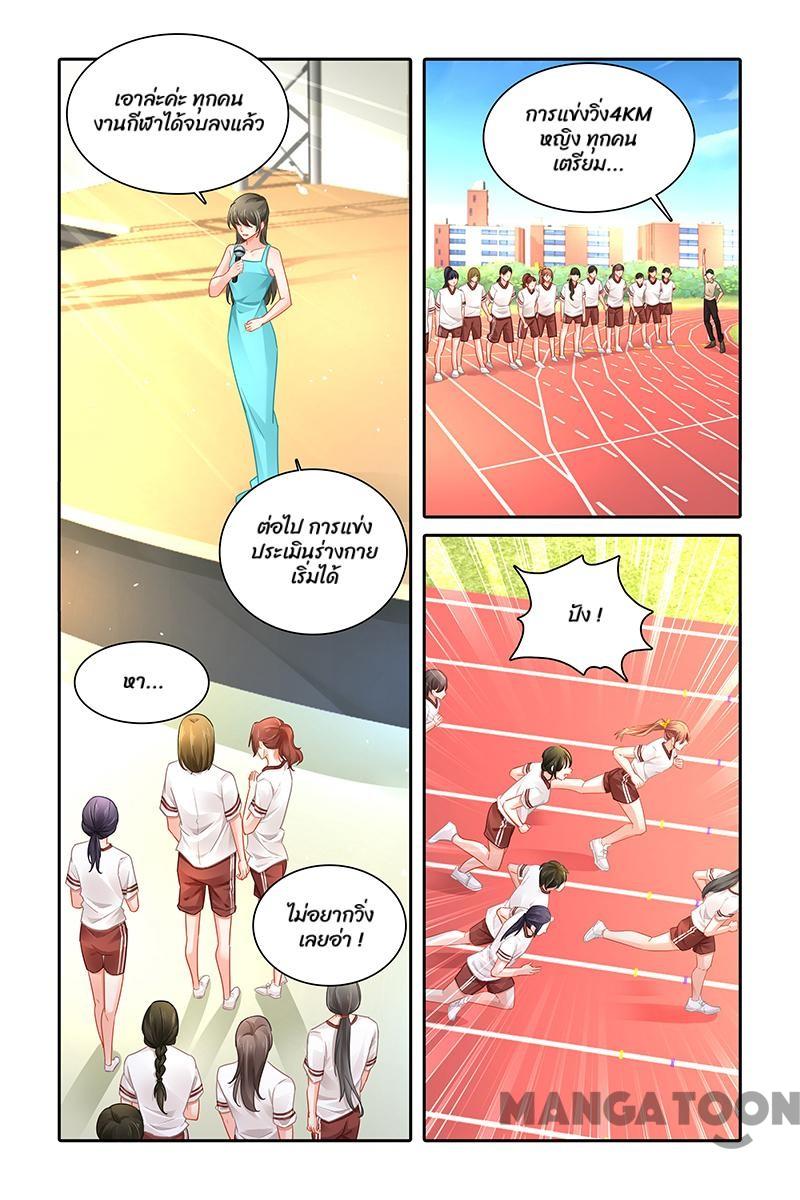 เอาล่ะค่ะ ทุกคน
งานกีฬาได้จบลงแล้ว
ต่อไป การแข่ง
ประเมินร่างกาย
เริ่มได้
หา...
ไม่อยากวิ่ง
เลยอ่า !
การแข่งวิ่ง4KM
หญิง ทุกคน
เตรียม...
ปัง !
MANGATOON